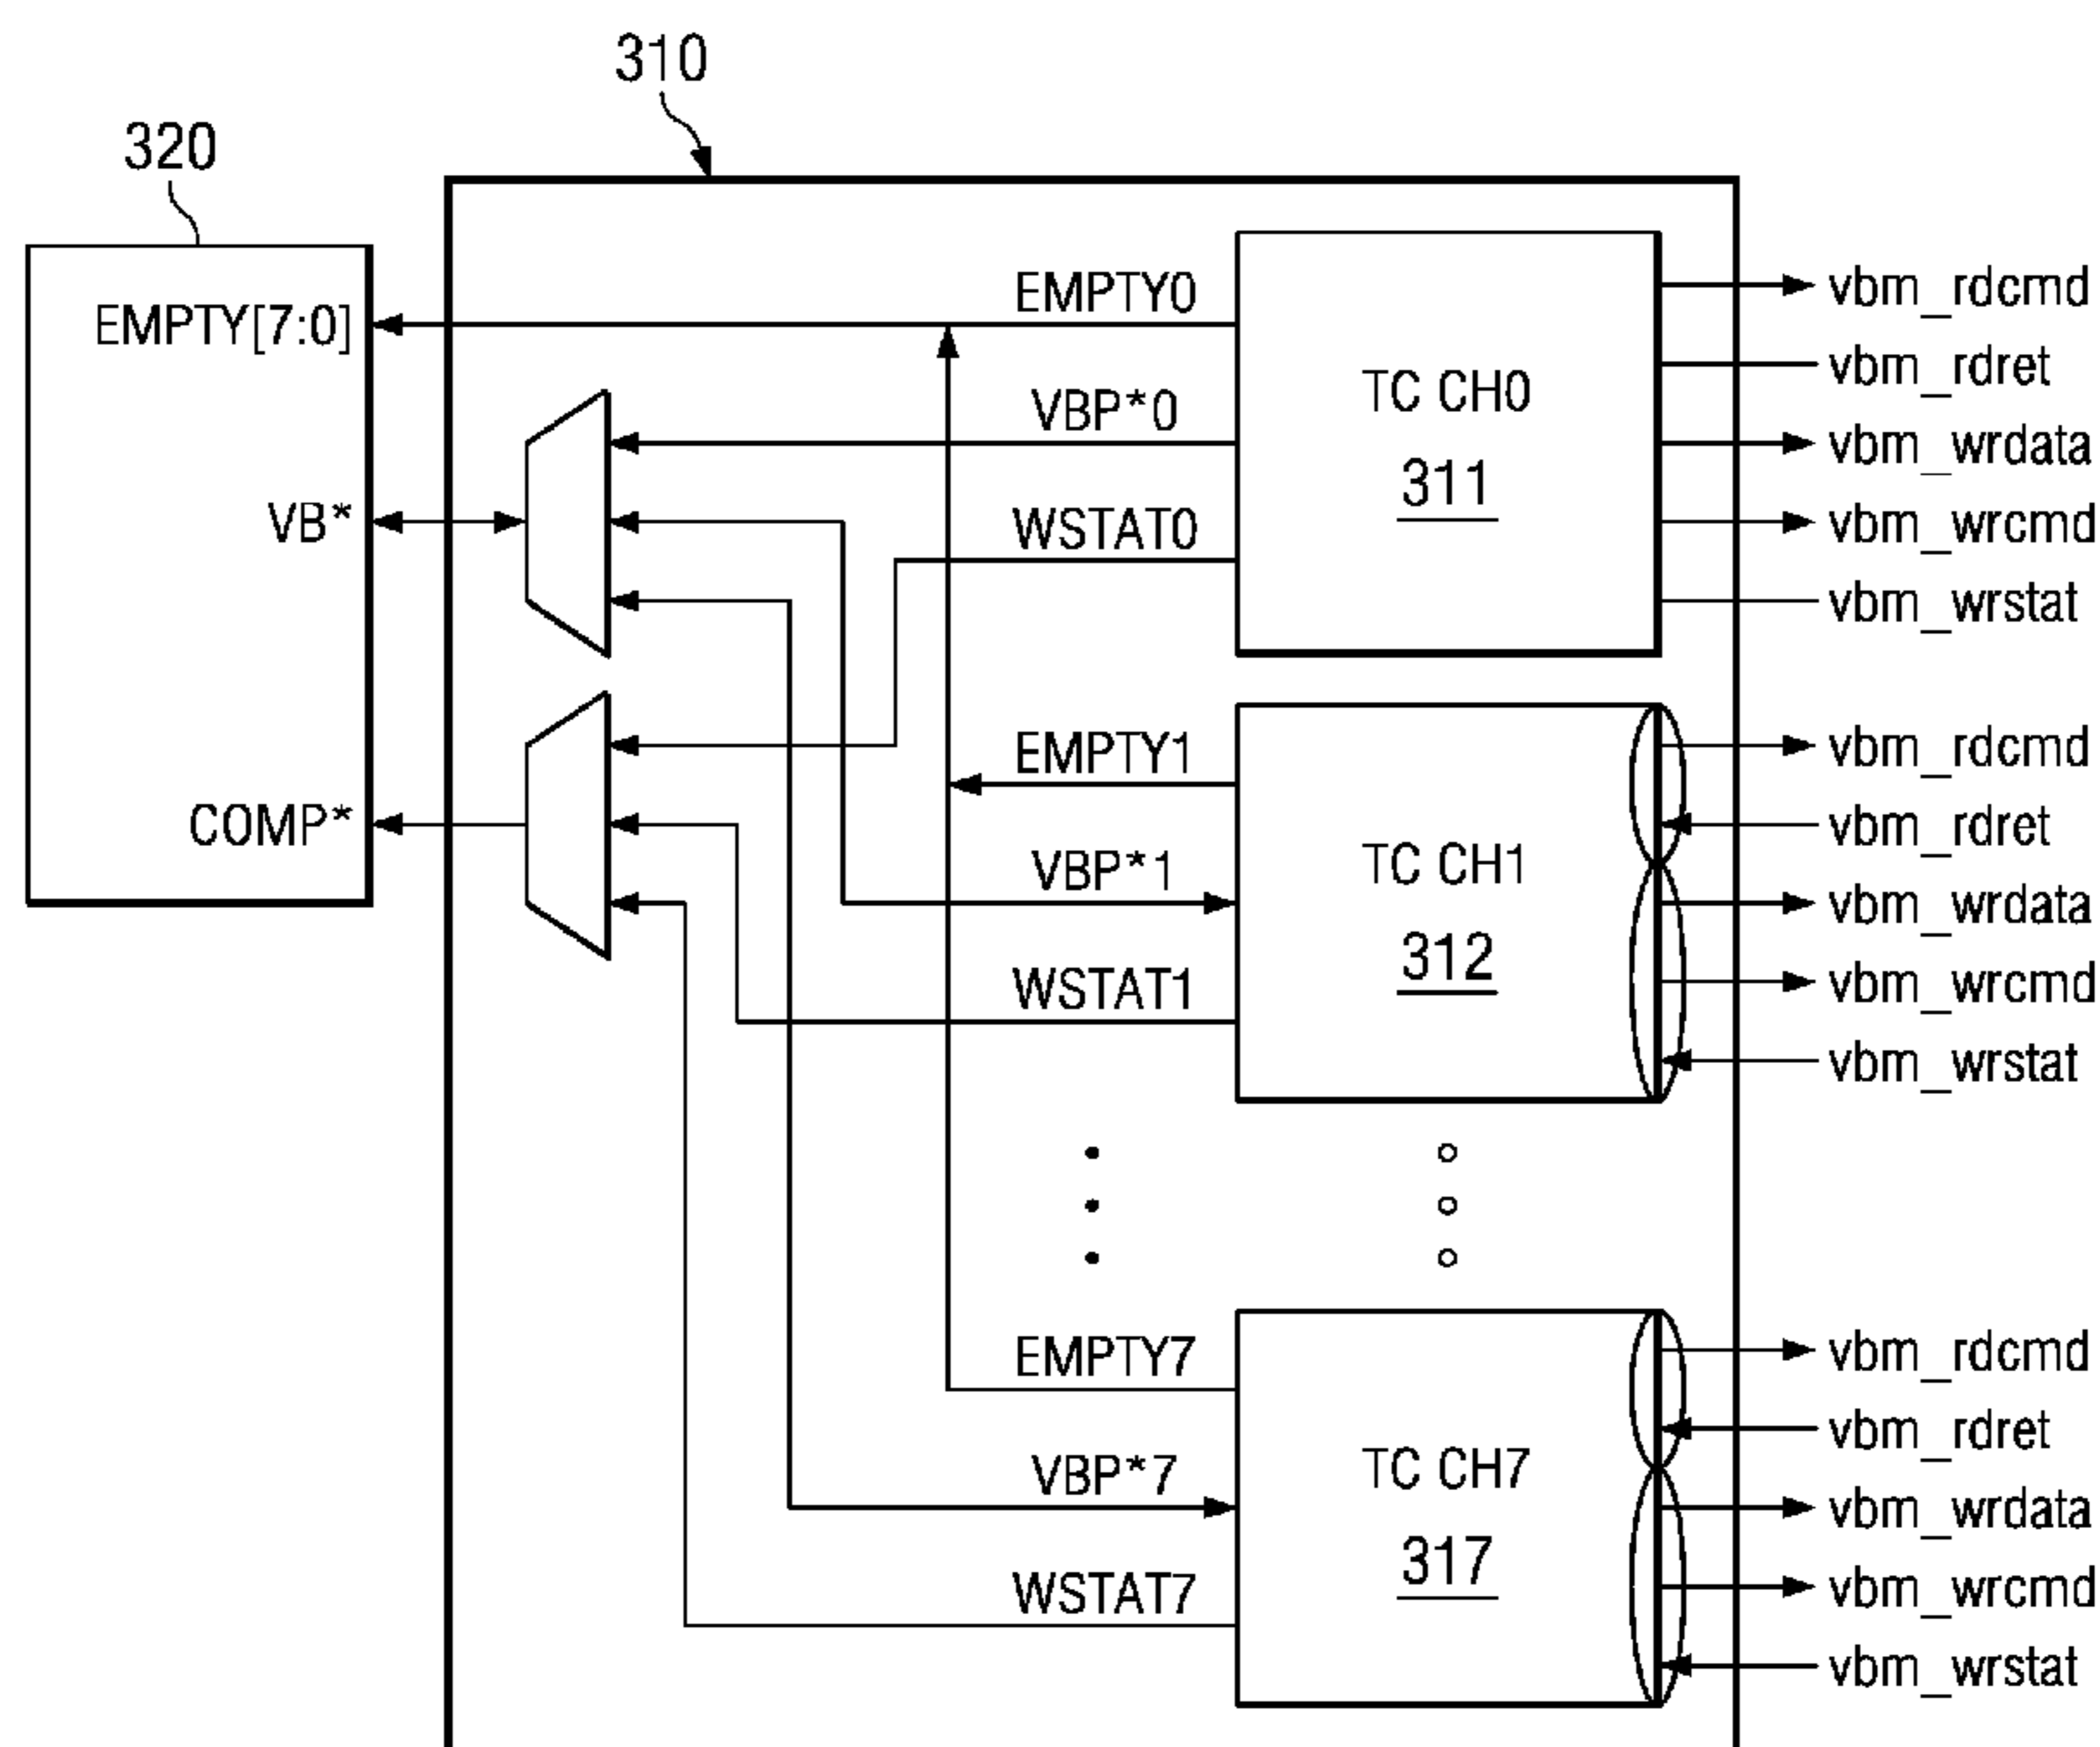 310
320
EMPTY[7:0]
VB*
COMP*
EMPTY0
VBP*0
WSTAT0
TC CH0
311
vbm_rdcmd
vbm_rdret
vbm_wrdata
vbm_wrcmd
vbm_wrstat
EMPTY1
VBP*1
WSTAT1
TC CH1
312
vbm_rdcmd
vbm_rdret
vbm_wrdata
vbm_wrcmd
vbm_wrstat
EMPTY7
VBP*7
WSTAT7
TC CH7
317
vbm_rdcmd
vbm_rdret
vbm_wrdata
vbm_wrcmd
vbm_wrstat